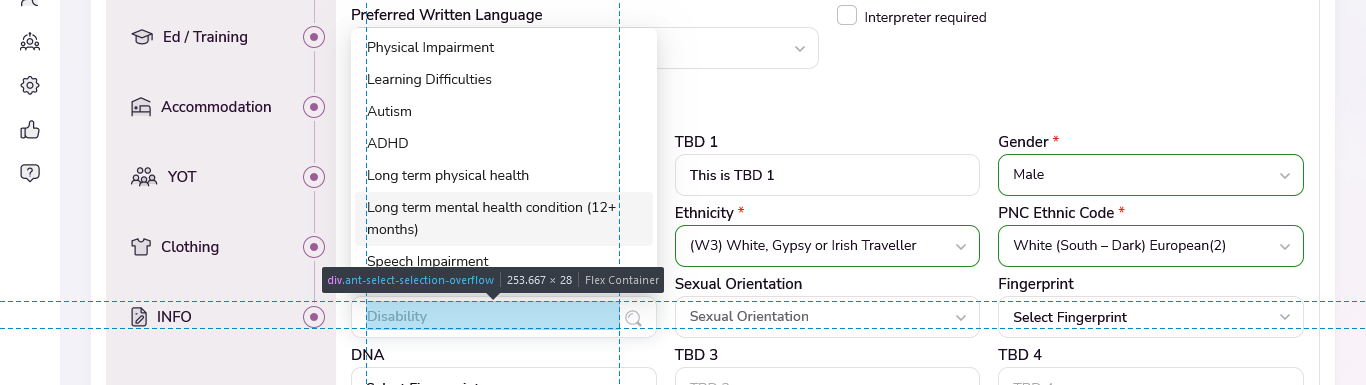 Preferred Written Language
Interpreter required
Ed / Training
Accommodation
YOT
Clothing
INFO
Physical Impairment
Learning Difficulties
Autism
ADHD
Long term physical health
Long term mental health condition (12+
months)
Speech Impairment
div.ant-select-selection-overflow 253.667 × 28 Flex Container
Disability
DNA
TBD 1
This is TBD 1
Gender *
Male
Ethnicity *
(W3) White, Gypsy or Irish Traveller
PNC Ethnic Code *
White (South – Dark) European(2)
Sexual Orientation
Sexual Orientation
Fingerprint
Select Fingerprint
TBD 3
TBD 4